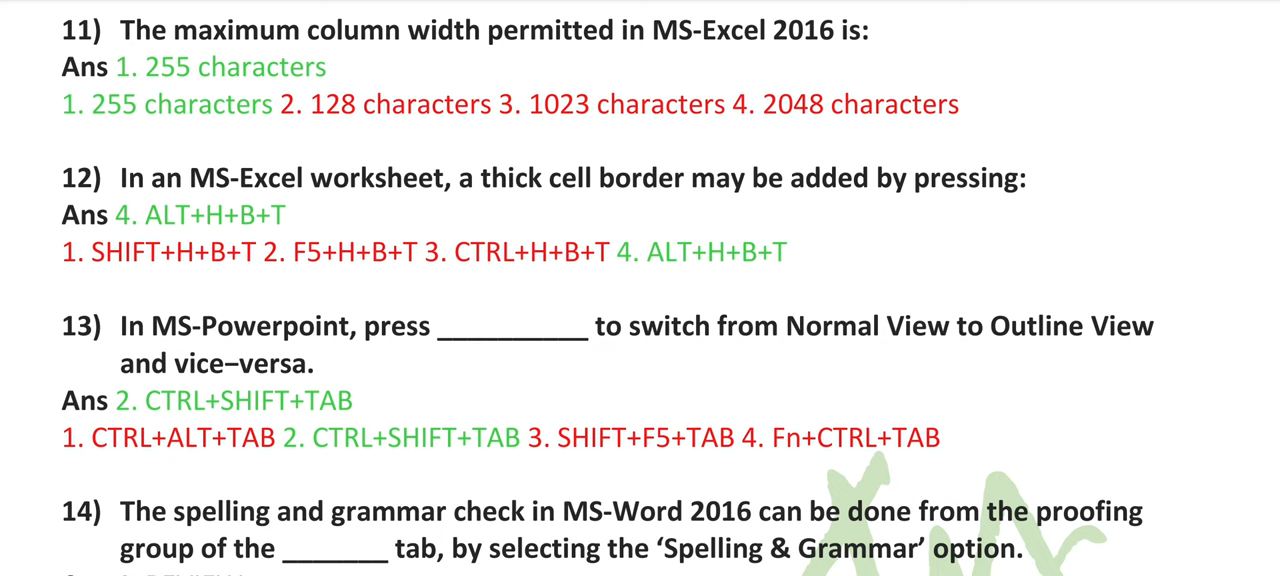 11) The maximum column width permitted in MS-Excel 2016 is:
Ans 1. 255 characters
1. 255 characters 2. 128 characters 3. 1023 characters 4. 2048 characters
12) In an MS-Excel worksheet, a thick cell border may be added by pressing:
Ans 4. ALT+H+B+T
1. SHIFT+H+B+T 2. F5+H+B+T 3. CTRL+H+B+T 4. ALT+H+B+T
13) In MS-Powerpoint, press __________ to switch from Normal View to Outline View
and vice–versa.
Ans 2. CTRL+SHIFT+TAB
1. CTRL+ALT+TAB 2. CTRL+SHIFT+TAB 3. SHIFT+F5+TAB 4. Fn+CTRL+TAB
14) The spelling and grammar check in MS-Word 2016 can be done from the proofing
group of the _______ tab, by selecting the ‘Spelling & Grammar’ option.